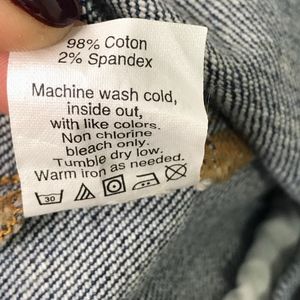 98% Coton
2% Spandex
Machine wash cold,
inside out,
with like colors.
Non chlorine
bleach only.
Tumble dry low.
Warm iron as needed.
30